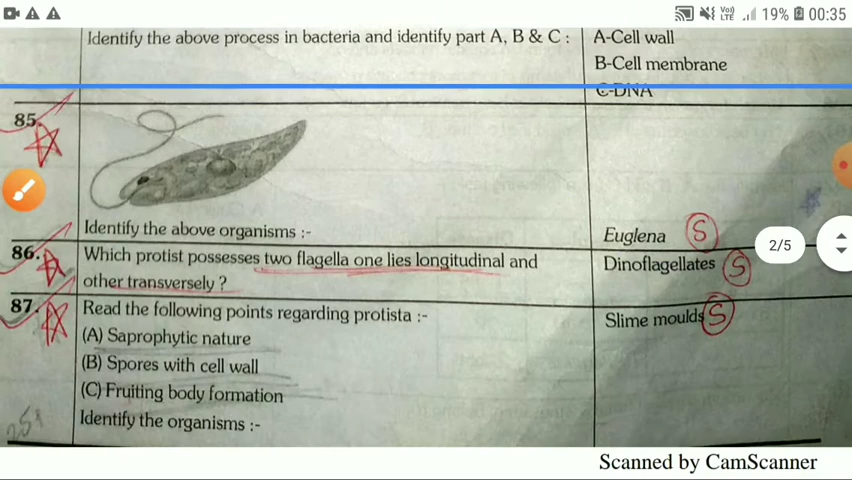 Vo))
LTE
19%
00:35
Identify the above process in bacteria and identify part A, B & C :
A-Cell wall
B-Cell membrane
C-DNA
85.
Identify the above organisms :-
Euglena
S
2/5
86.
Which protist possesses two flagella one lies longitudinal and
other transversely ?
Dinoflagellates
S
87.
Read the following points regarding protista :-
Slime moulds
S
(A) Saprophytic nature
(B) Spores with cell wall
(C) Fruiting body formation
Identify the organisms :-
Scanned by CamScanner